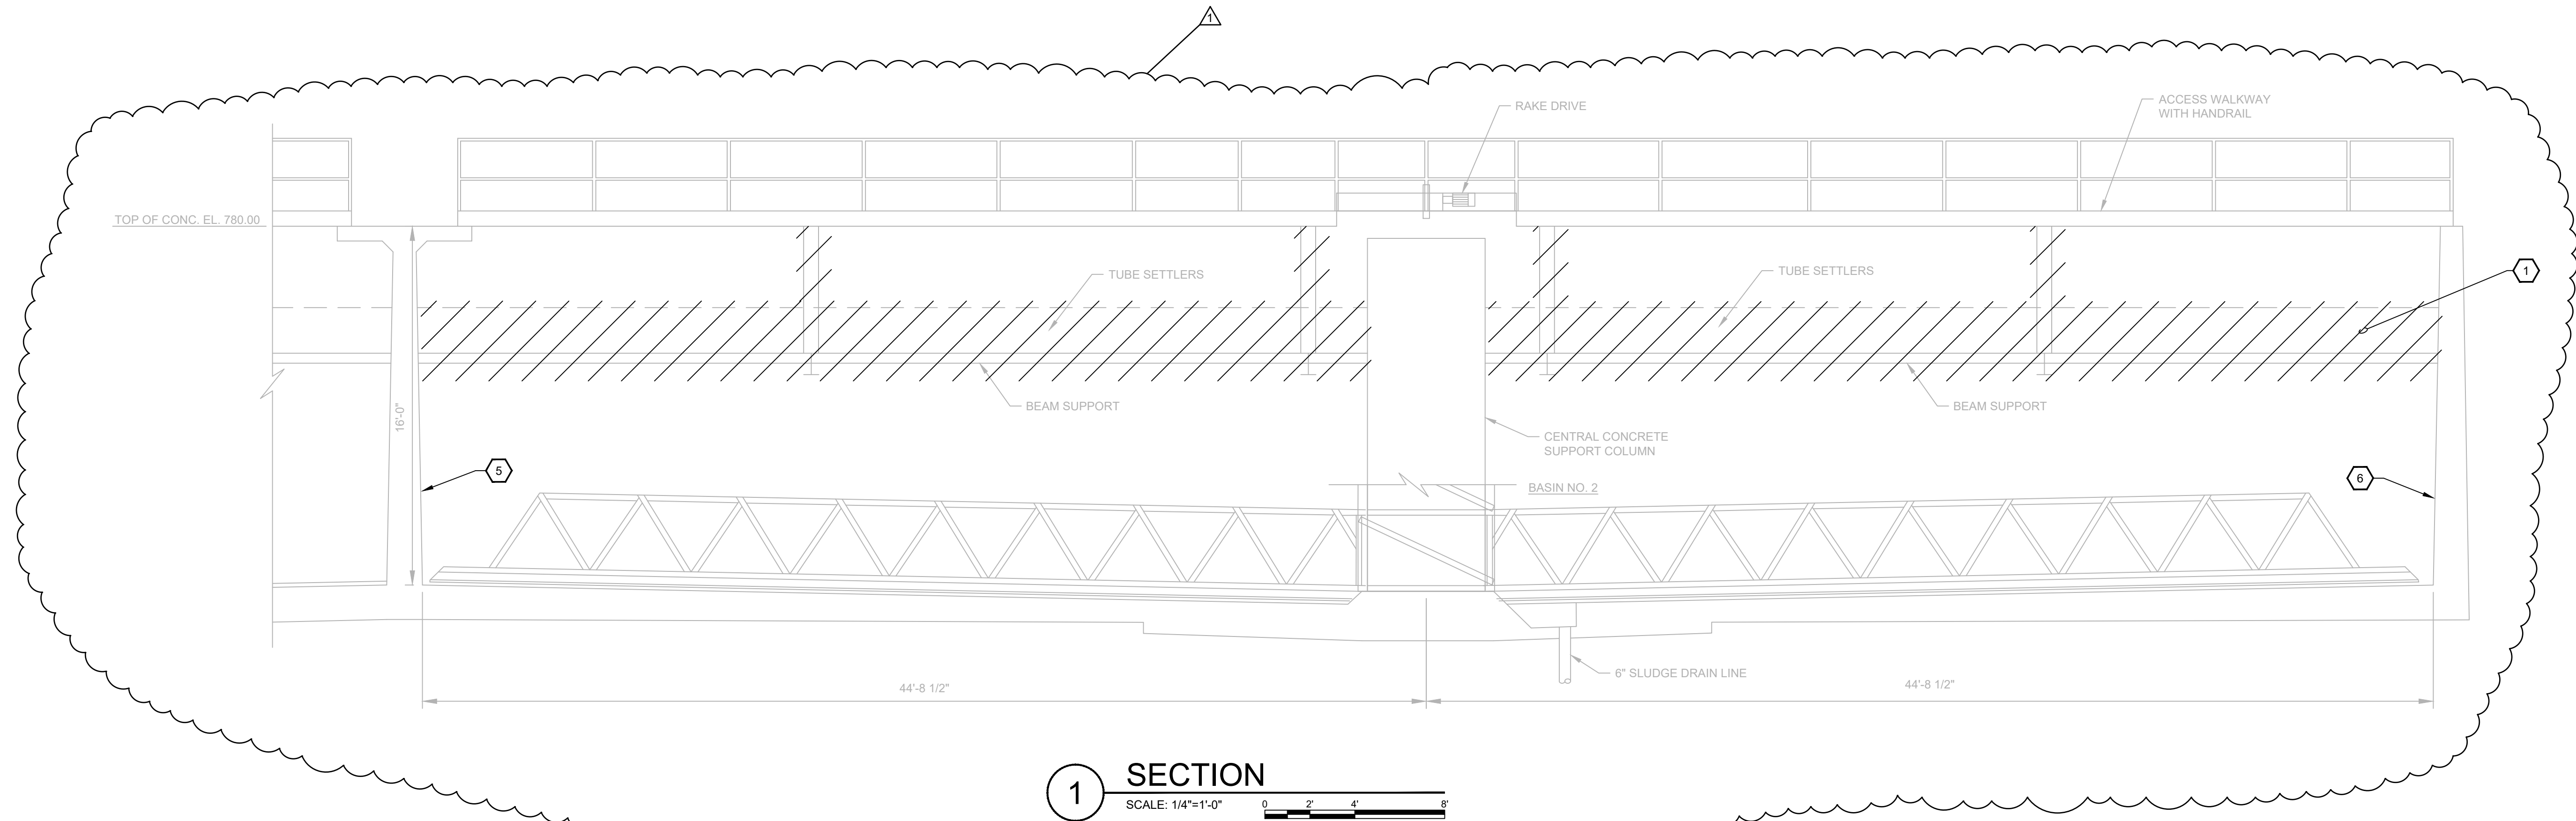 1
RAKE DRIVE
ACCESS WALKWAY
WITH HANDRAIL
TOP OF CONC. EL. 780.00
TUBE SETTLERS
TUBE SETTLERS
1
BEAM SUPPORT
BEAM SUPPORT
16'-0"
CENTRAL CONCRETE
SUPPORT COLUMN
5
6
BASIN NO. 2
6" SLUDGE DRAIN LINE
44'-8 1/2"
44'-8 1/2"
1
SECTION
SCALE: 1/4"=1'-0"
0 2' 4' 8'